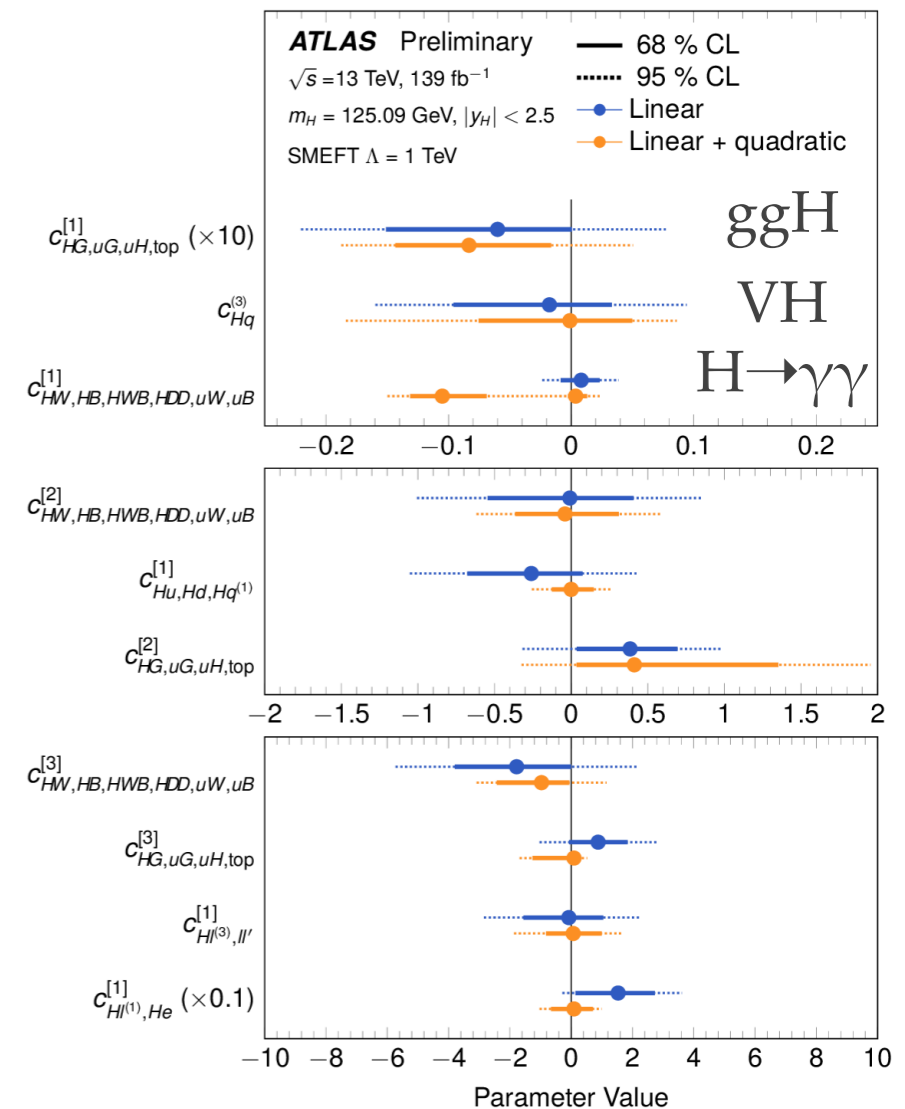 ATLAS Preliminary
√s =13 TeV, 139 fb⁻¹
m_H = 125.09 GeV, |y_H| < 2.5
SMEFT Λ = 1 TeV
68 % CL
95 % CL
Linear
Linear + quadratic
c^[1]_HG,uG,uH,top (×10)
ggH
c^(3)_Hq
VH
c^[1]_HW,HB,HWB,HDD,uW,uB
H→γγ
−0.2 −0.1 0 0.1 0.2
c^[2]_HW,HB,HWB,HDD,uW,uB
c^[1]_Hu,Hd,Hq^(1)
c^[2]_HG,uG,uH,top
−2 −1.5 −1 −0.5 0 0.5 1 1.5 2
c^[3]_HW,HB,HWB,HDD,uW,uB
c^[3]_HG,uG,uH,top
c^[1]_Hl^(3),ll′
c^[1]_Hl^(1),He (×0.1)
−10 −8 −6 −4 −2 0 2 4 6 8 10
Parameter Value